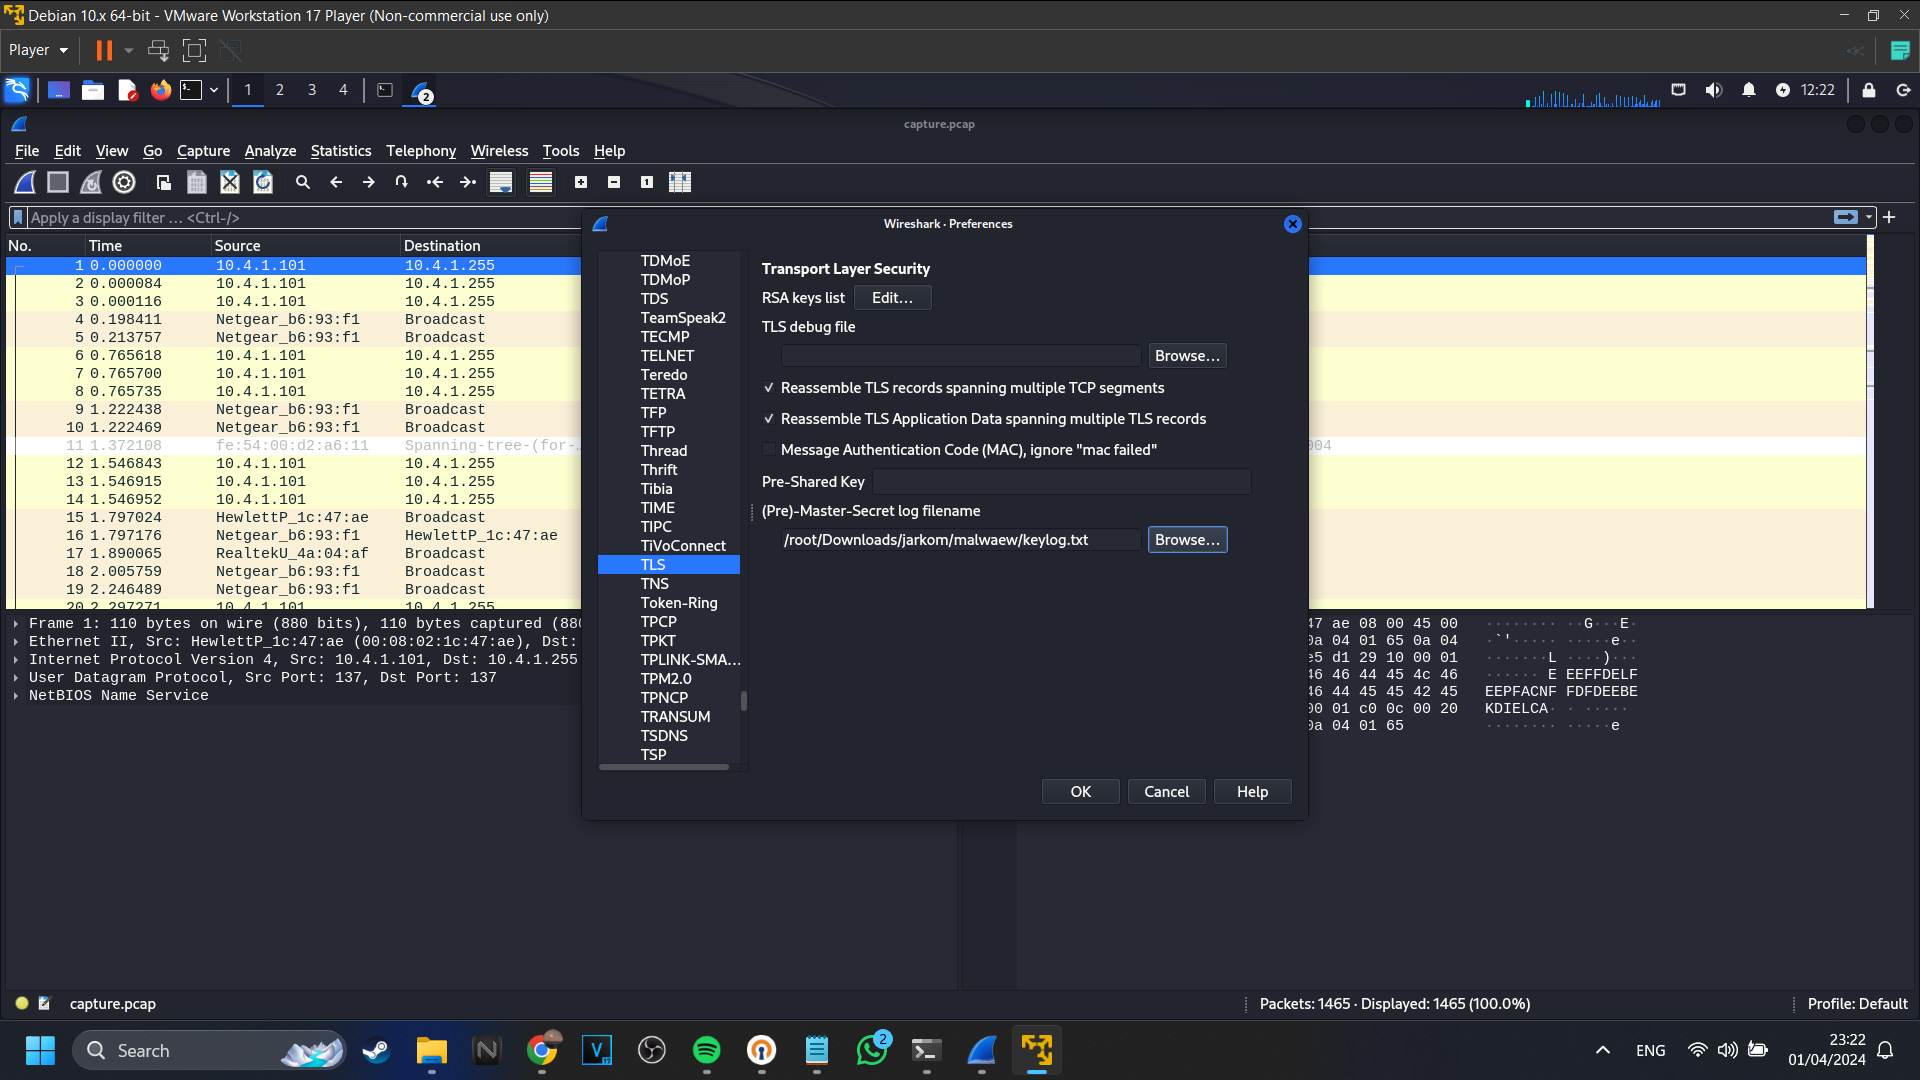 Debian 10.x 64-bit - VMware Workstation 17 Player (Non-commercial use only)
Player
1 2 3 4 2 12:22
capture.pcap
File Edit View Go Capture Analyze Statistics Telephony Wireless Tools Help
Apply a display filter … <Ctrl-/>
No. Time Source Destination
1 0.000000 10.4.1.101 10.4.1.255
2 0.000084 10.4.1.101 10.4.1.255
3 0.000116 10.4.1.101 10.4.1.255
4 0.198411 Netgear_b6:93:f1 Broadcast
5 0.213757 Netgear_b6:93:f1 Broadcast
6 0.765618 10.4.1.101 10.4.1.255
7 0.765700 10.4.1.101 10.4.1.255
8 0.765735 10.4.1.101 10.4.1.255
9 1.222438 Netgear_b6:93:f1 Broadcast
10 1.222469 Netgear_b6:93:f1 Broadcast
11 1.372108 fe:54:00:d2:a6:11 Spanning-tree-(for-… 004
12 1.546843 10.4.1.101 10.4.1.255
13 1.546915 10.4.1.101 10.4.1.255
14 1.546952 10.4.1.101 10.4.1.255
15 1.797024 HewlettP_1c:47:ae Broadcast
16 1.797176 Netgear_b6:93:f1 HewlettP_1c:47:ae
17 1.890065 RealtekU_4a:04:af Broadcast
18 2.005759 Netgear_b6:93:f1 Broadcast
19 2.246489 Netgear_b6:93:f1 Broadcast
20 2.297271 10.4.1.101 10.4.1.255
Wireshark · Preferences
TDMoE
TDMoP
TDS
TeamSpeak2
TECMP
TELNET
Teredo
TETRA
TFP
TFTP
Thread
Thrift
Tibia
TIME
TIPC
TiVoConnect
TLS
TNS
Token-Ring
TPCP
TPKT
TPLINK-SMA…
TPM2.0
TPNCP
TRANSUM
TSDNS
TSP
Transport Layer Security
RSA keys list Edit…
TLS debug file
Browse…
Reassemble TLS records spanning multiple TCP segments
Reassemble TLS Application Data spanning multiple TLS records
Message Authentication Code (MAC), ignore "mac failed"
Pre-Shared Key
(Pre)-Master-Secret log filename
/root/Downloads/jarkom/malwaew/keylog.txt Browse…
OK Cancel Help
Frame 1: 110 bytes on wire (880 bits), 110 bytes captured (880
Ethernet II, Src: HewlettP_1c:47:ae (00:08:02:1c:47:ae), Dst:
Internet Protocol Version 4, Src: 10.4.1.101, Dst: 10.4.1.255
User Datagram Protocol, Src Port: 137, Dst Port: 137
NetBIOS Name Service
47 ae 08 00 45 00 ········ ··G···E·
0a 04 01 65 0a 04 ·`'····· ·····e··
e5 d1 29 10 00 01 ·······L ····)···
46 46 44 45 4c 46 ······ E EEFFDELF
46 44 45 45 42 45 EEPFACNF FDFDEEBE
00 01 c0 0c 00 20 KDIELCA· · ·····
0a 04 01 65 ········ ·····e
capture.pcap Packets: 1465 · Displayed: 1465 (100.0%) Profile: Default
Search 2 ENG 23:22
01/04/2024